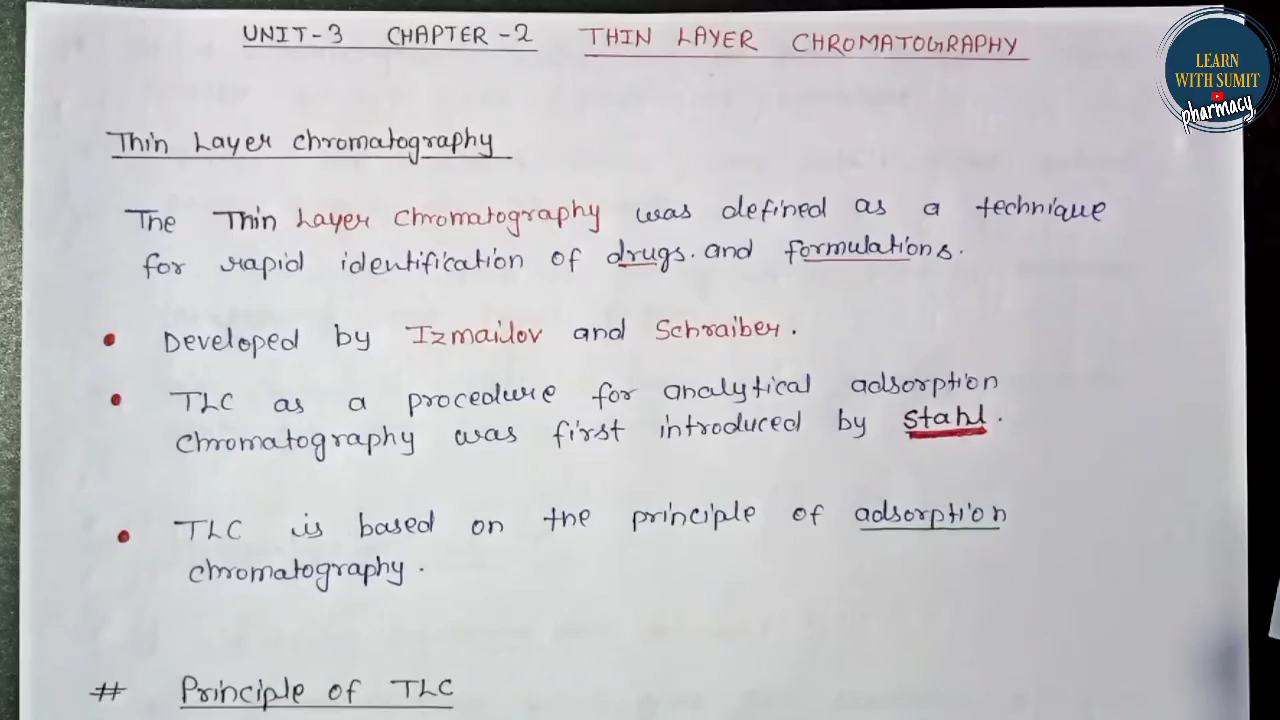 UNIT-3 CHAPTER-2 THIN LAYER CHROMATOGRAPHY
LEARN
WITH SUMIT
pharmacy
Thin Layer chromatography
The Thin Layer Chromatography was defined as a technique
for rapid identification of drugs. and formulations.
• Developed by Izmailov and Schraiber.
• TLC as a procedure for analytical adsorption
chromatography was first introduced by Stahl.
• TLC is based on the principle of adsorption
chromatography.
# Principle of TLC